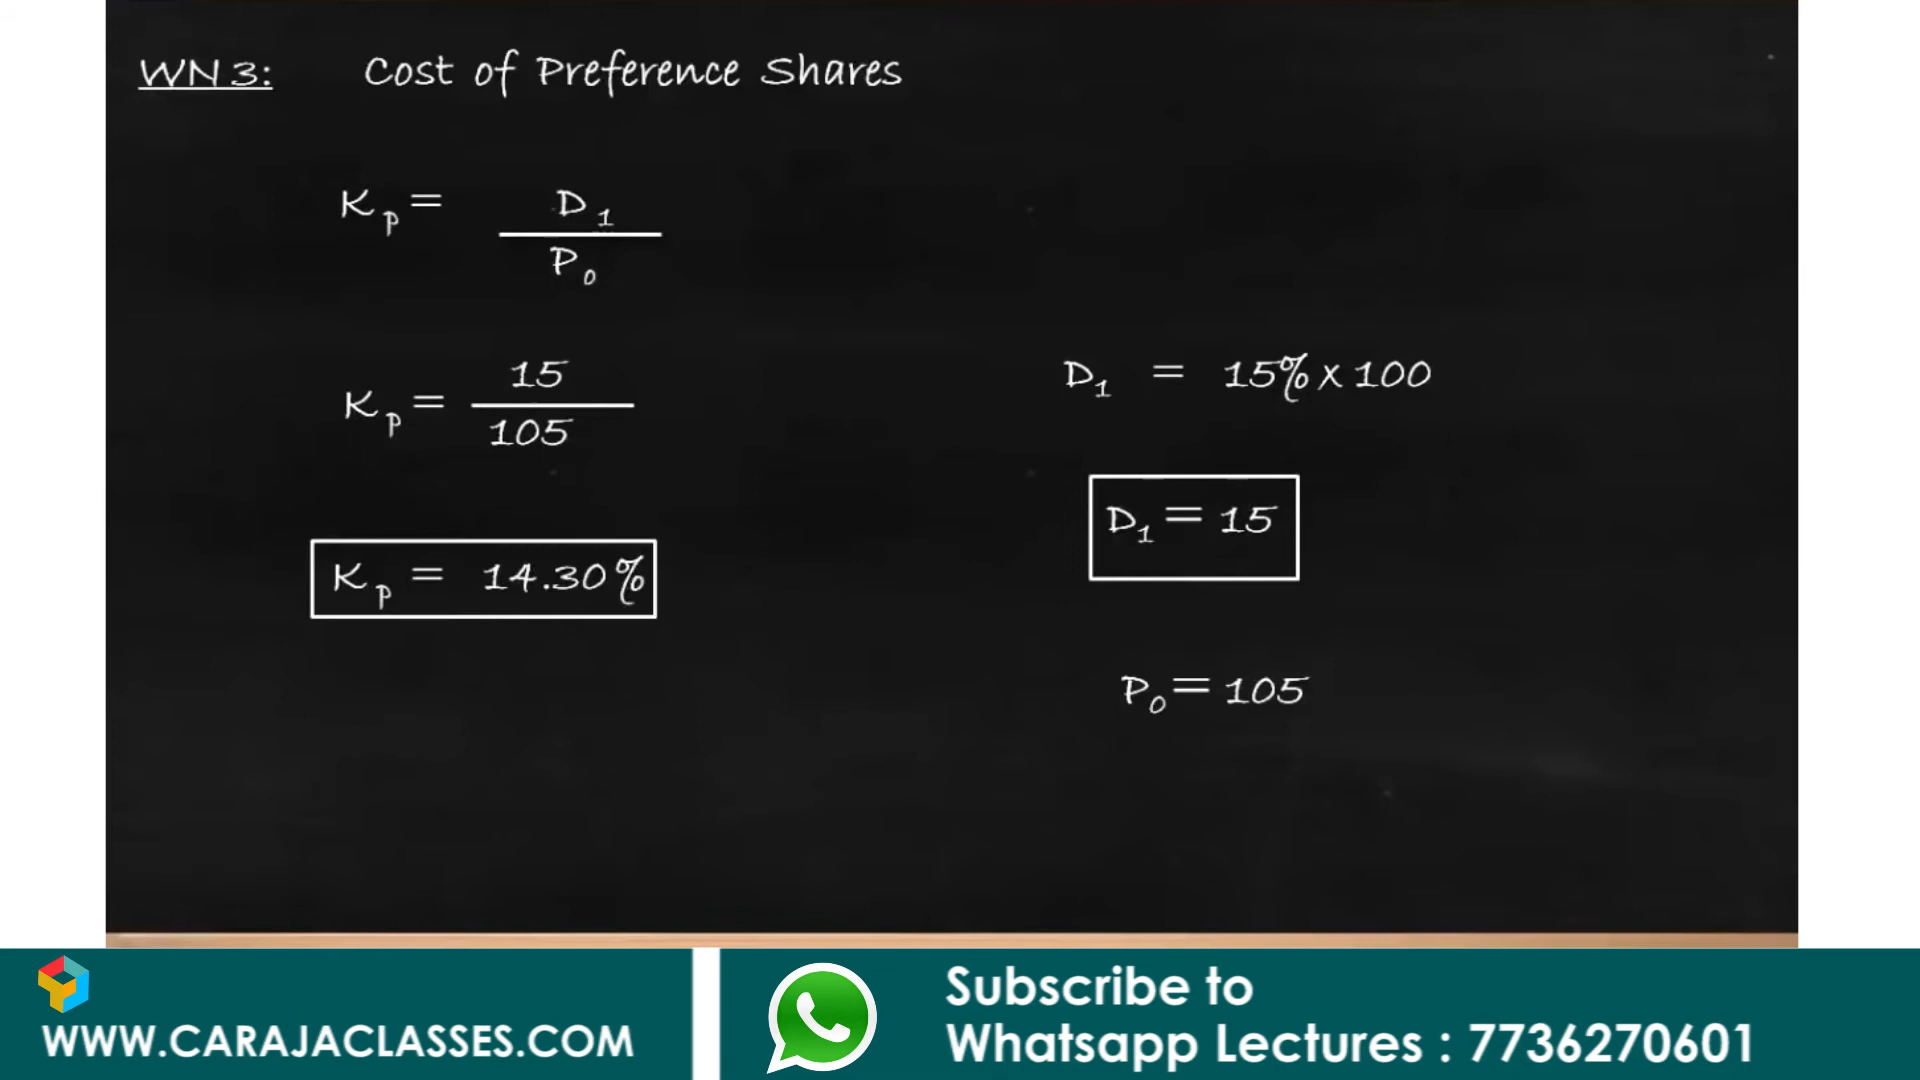 WN 3: Cost of Preference Shares
Kp = D1
P0
Kp = 15
105
Kp = 14.30%
D1 = 15% x 100
D1 = 15
P0 = 105
WWW.CARAJACLASSES.COM
Subscribe to
Whatsapp Lectures : 7736270601